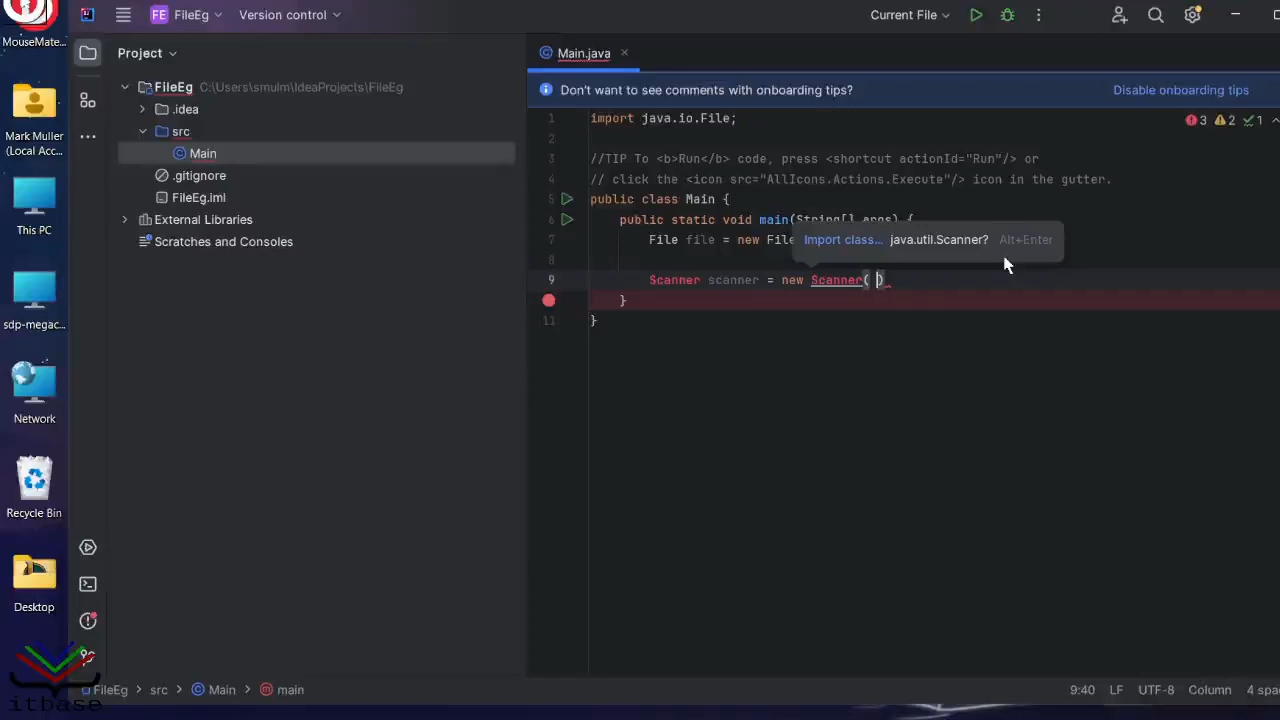 MouseMate...
Mark Muller
(Local Acc...
This PC
sdp-megac...
Network
Recycle Bin
Desktop
itbase
FE FileEg Version control
Current File
Project
FileEg C:\Users\smulm\IdeaProjects\FileEg
.idea
src
Main
.gitignore
FileEg.iml
External Libraries
Scratches and Consoles
Main.java
Don't want to see comments with onboarding tips? Disable onboarding tips
3 2 1
1 import java.io.File;
2
3 //TIP To <b>Run</b> code, press <shortcut actionId="Run"/> or
4 // click the <icon src="AllIcons.Actions.Execute"/> icon in the gutter.
5 public class Main {
6 public static void main(String[] args) {
7 File file = new File
Import class... java.util.Scanner? Alt+Enter
8
9 Scanner scanner = new Scanner( )
}
11 }
FileEg > src > Main > main
9:40 LF UTF-8 Column 4 spa